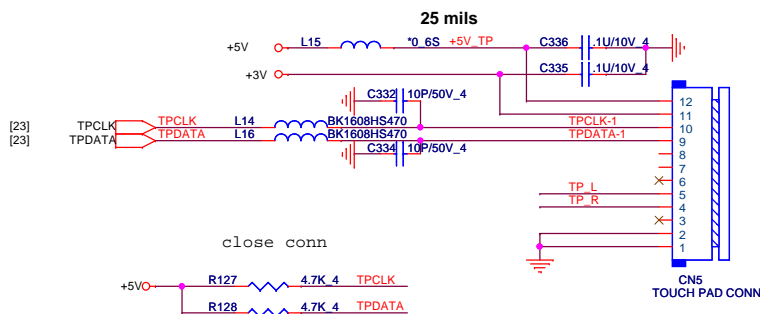 25 mils
+5V L15 *0_6S +5V_TP C336 .1U/10V_4
+3V C335 .1U/10V_4
C332 10P/50V_4
12
11
[23] TPCLK TPCLK L14 BK1608HS470 TPCLK-1 10
[23] TPDATA TPDATA L16 BK1608HS470 TPDATA-1 9
C334 10P/50V_4
8
7
6
TP_L 5
TP_R 4
3
2
1
close conn
CN5
TOUCH PAD CONN
+5V R127 4.7K_4 TPCLK
R128 4.7K_4 TPDATA